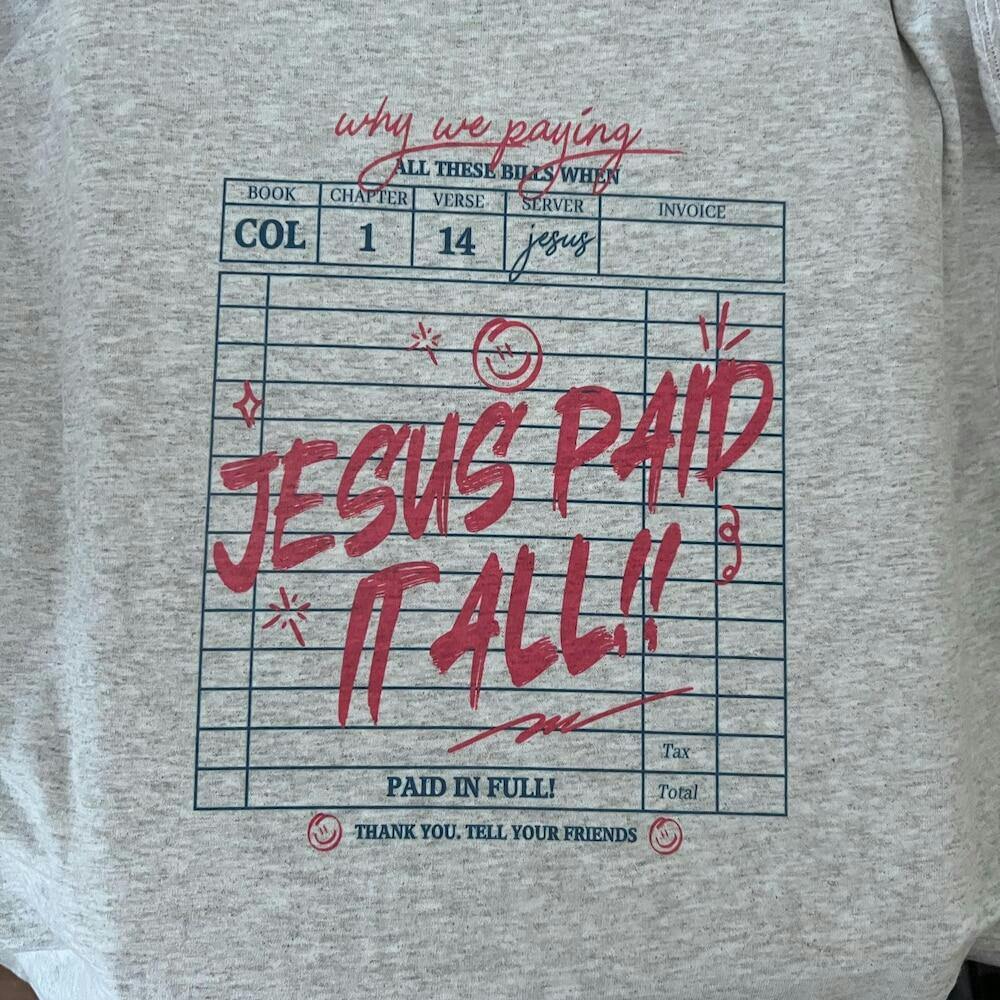 why we paying
ALL THESE BILLS WHEN
BOOK CHAPTER VERSE SERVER INVOICE
COL 1 14 jesus
JESUS PAID
IT ALL!!
Tax
PAID IN FULL! Total
THANK YOU. TELL YOUR FRIENDS